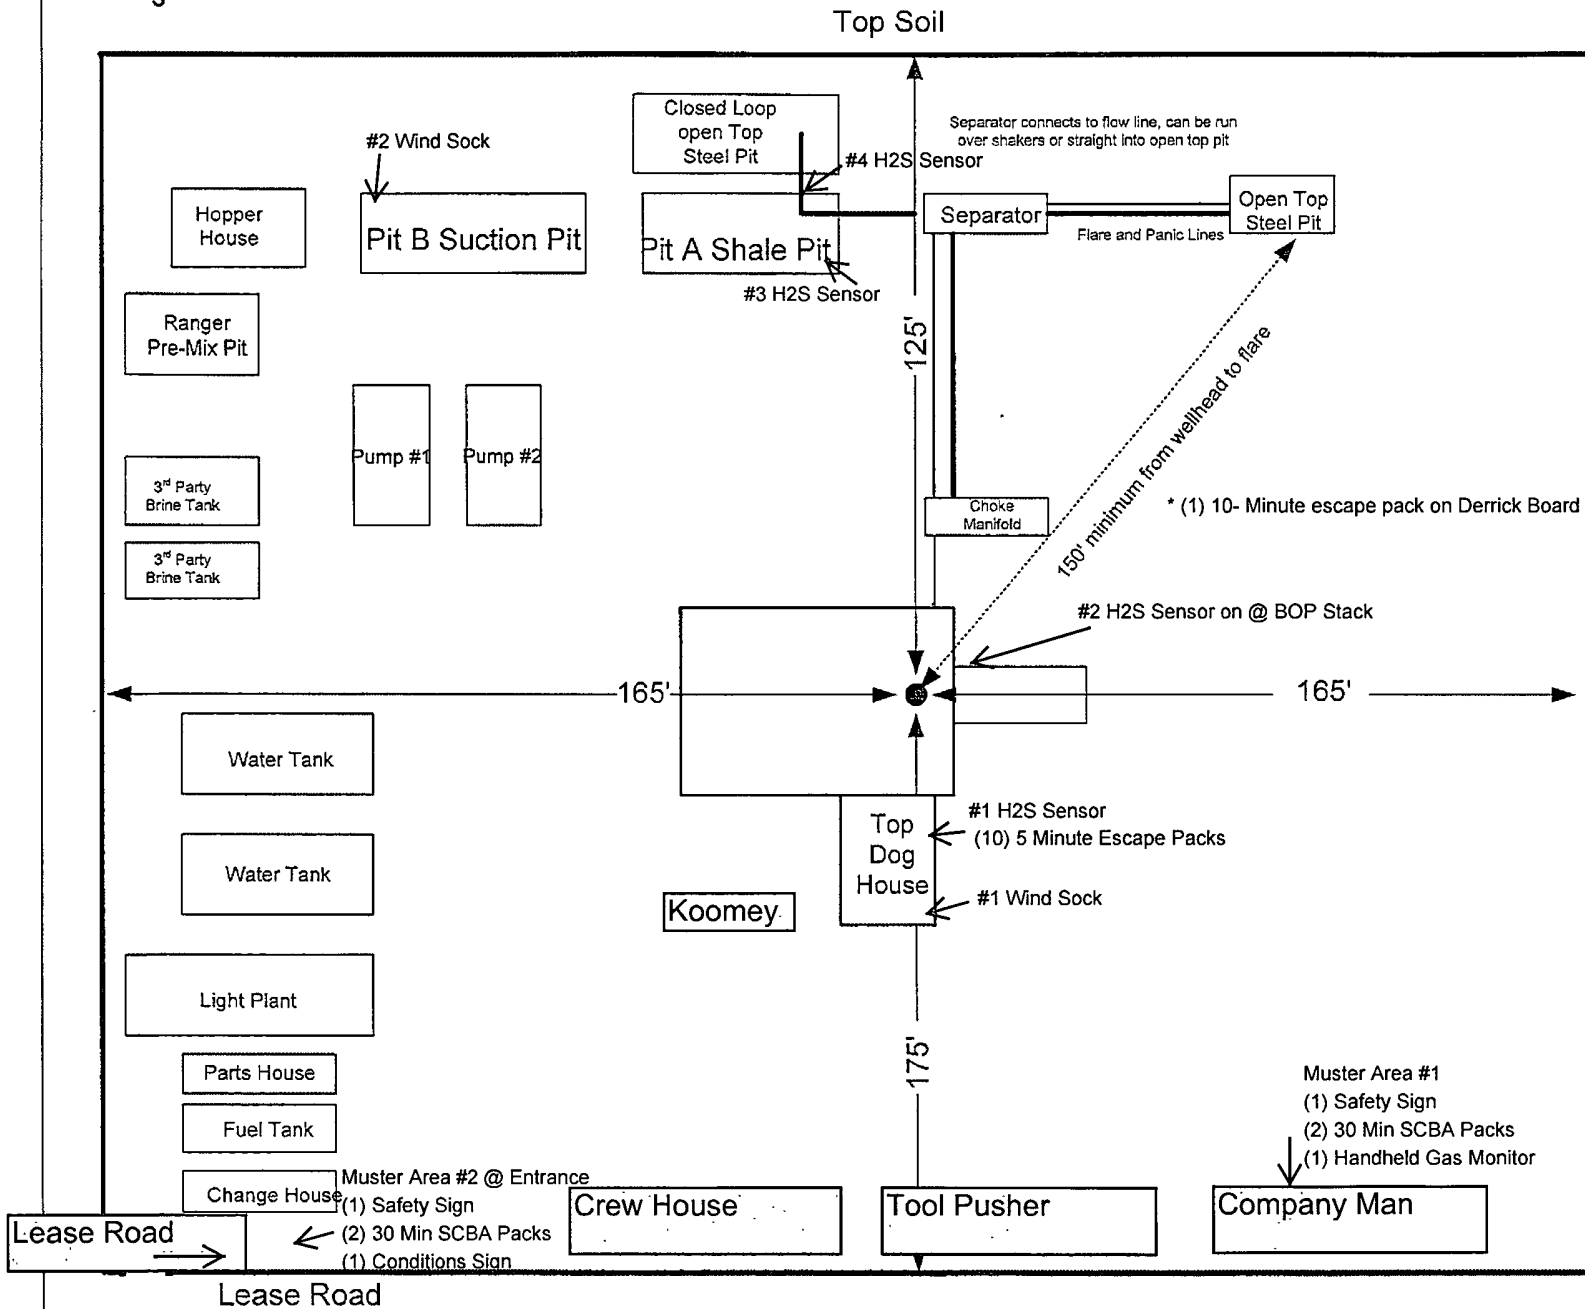 Top Soil
Closed Loop
open Top
Steel Pit
Separator connects to flow line, can be run
over shakers or straight into open top pit
#2 Wind Sock
#4 H2S Sensor
Hopper
House
Pit B Suction Pit
Pit A Shale Pit
Separator
Open Top
Steel Pit
Flare and Panic Lines
#3 H2S Sensor
Ranger
Pre-Mix Pit
125'
150' minimum from wellhead to flare
Pump #1
Pump #2
3rd Party
Brine Tank
Choke
Manifold
* (1) 10- Minute escape pack on Derrick Board
3rd Party
Brine Tank
#2 H2S Sensor on @ BOP Stack
165'
165'
Water Tank
#1 H2S Sensor
(10) 5 Minute Escape Packs
Top
Dog
House
Water Tank
Koomey
#1 Wind Sock
Light Plant
175'
Parts House
Fuel Tank
Muster Area #1
(1) Safety Sign
(2) 30 Min SCBA Packs
(1) Handheld Gas Monitor
Change House
Muster Area #2 @ Entrance
(1) Safety Sign
(2) 30 Min SCBA Packs
(1) Conditions Sign
Crew House
Tool Pusher
Company Man
Lease Road
Lease Road